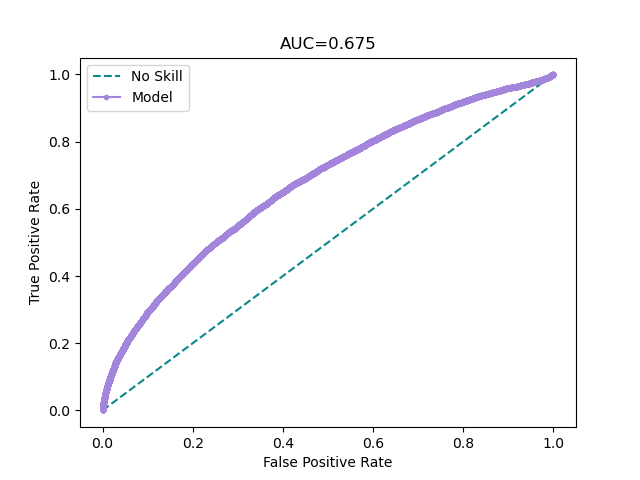 AUC=0.675
No Skill
Model
True Positive Rate
1.0
0.8
0.6
0.4
0.2
0.0
0.0 0.2 0.4 0.6 0.8 1.0
False Positive Rate